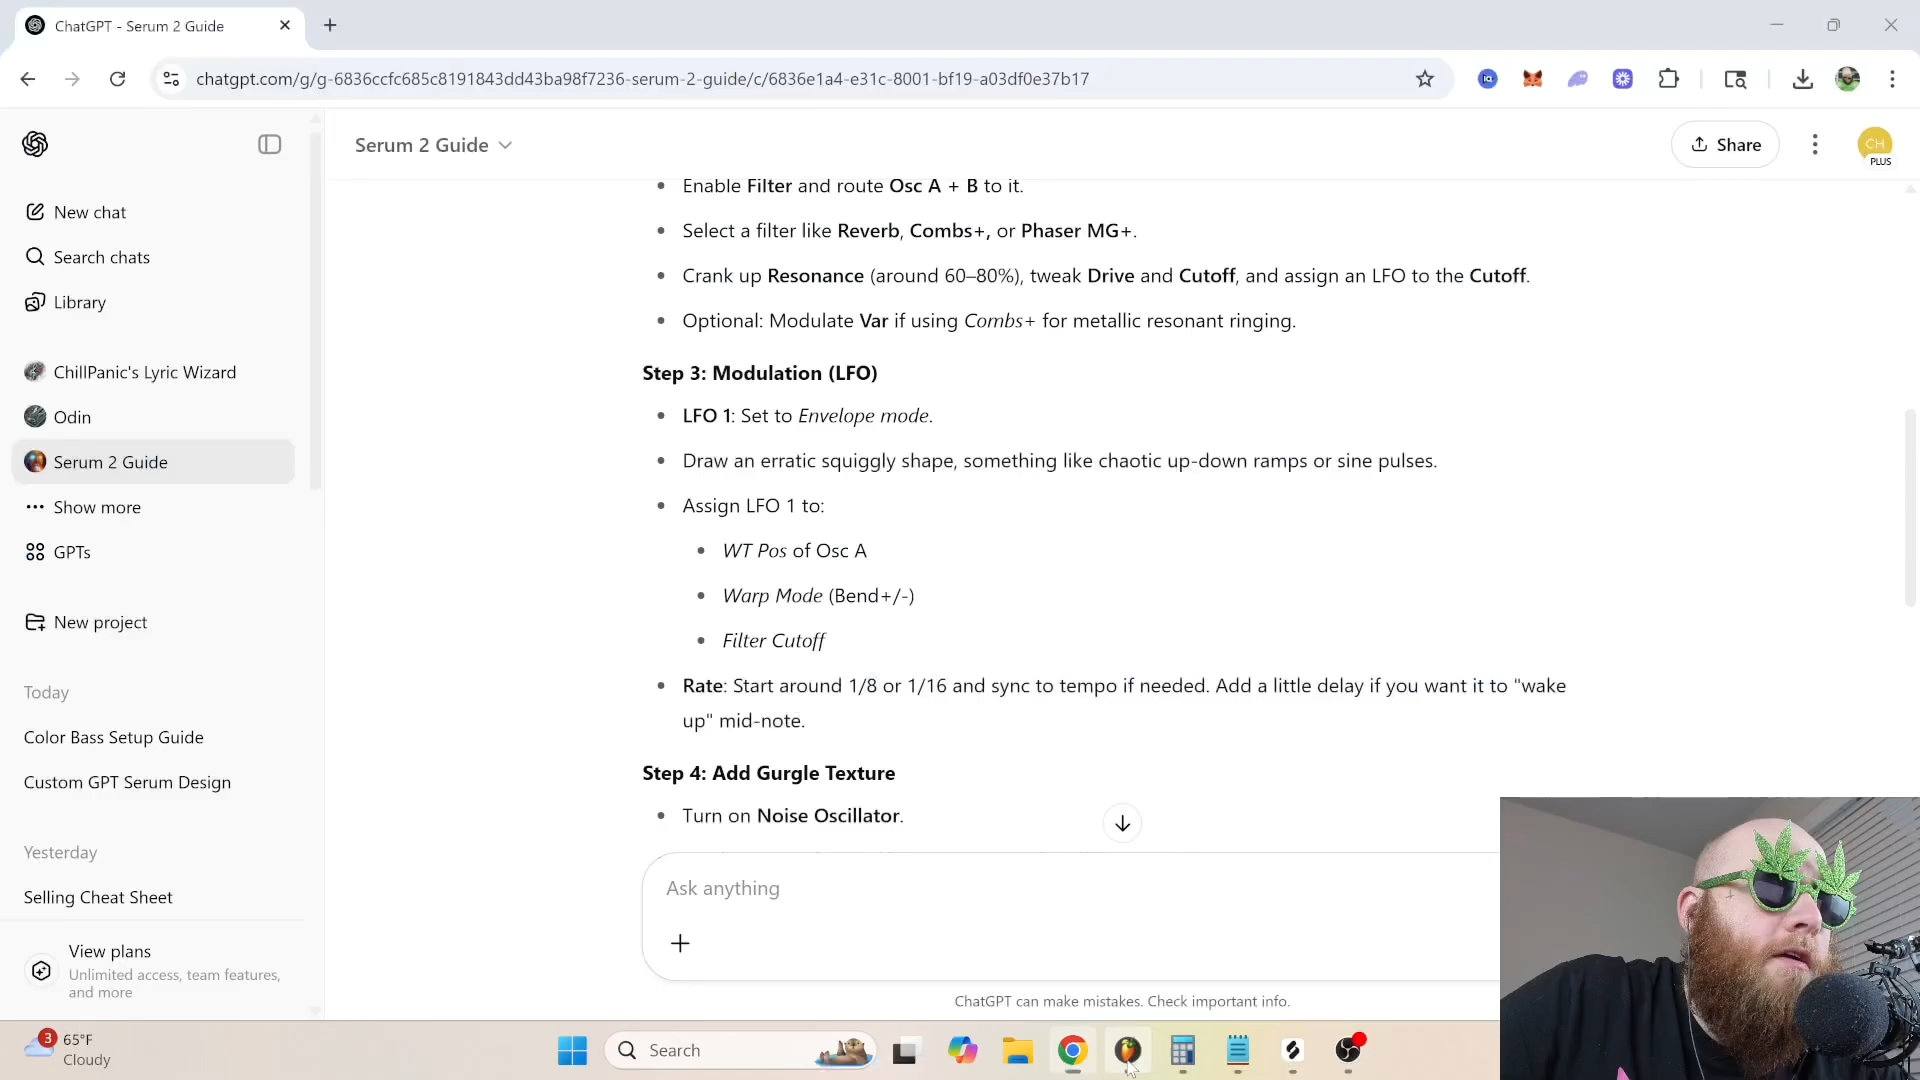 ChatGPT - Serum 2 Guide
chatgpt.com/g/g-6836ccfc685c8191843dd43ba98f7236-serum-2-guide/c/6836e1a4-e31c-8001-bf19-a03df0e37b17
Serum 2 Guide
Share
CH
PLUS
New chat
Search chats
Library
ChillPanic's Lyric Wizard
Odin
Serum 2 Guide
Show more
GPTs
New project
Today
Color Bass Setup Guide
Custom GPT Serum Design
Yesterday
Selling Cheat Sheet
View plans
Unlimited access, team features,
and more
Enable Filter and route Osc A + B to it.
Select a filter like Reverb, Combs+, or Phaser MG+.
Crank up Resonance (around 60–80%), tweak Drive and Cutoff, and assign an LFO to the Cutoff.
Optional: Modulate Var if using Combs+ for metallic resonant ringing.
Step 3: Modulation (LFO)
LFO 1: Set to Envelope mode.
Draw an erratic squiggly shape, something like chaotic up-down ramps or sine pulses.
Assign LFO 1 to:
WT Pos of Osc A
Warp Mode (Bend+/-)
Filter Cutoff
Rate: Start around 1/8 or 1/16 and sync to tempo if needed. Add a little delay if you want it to "wake
up" mid-note.
Step 4: Add Gurgle Texture
Turn on Noise Oscillator.
Ask anything
ChatGPT can make mistakes. Check important info.
3
65°F
Cloudy
Search